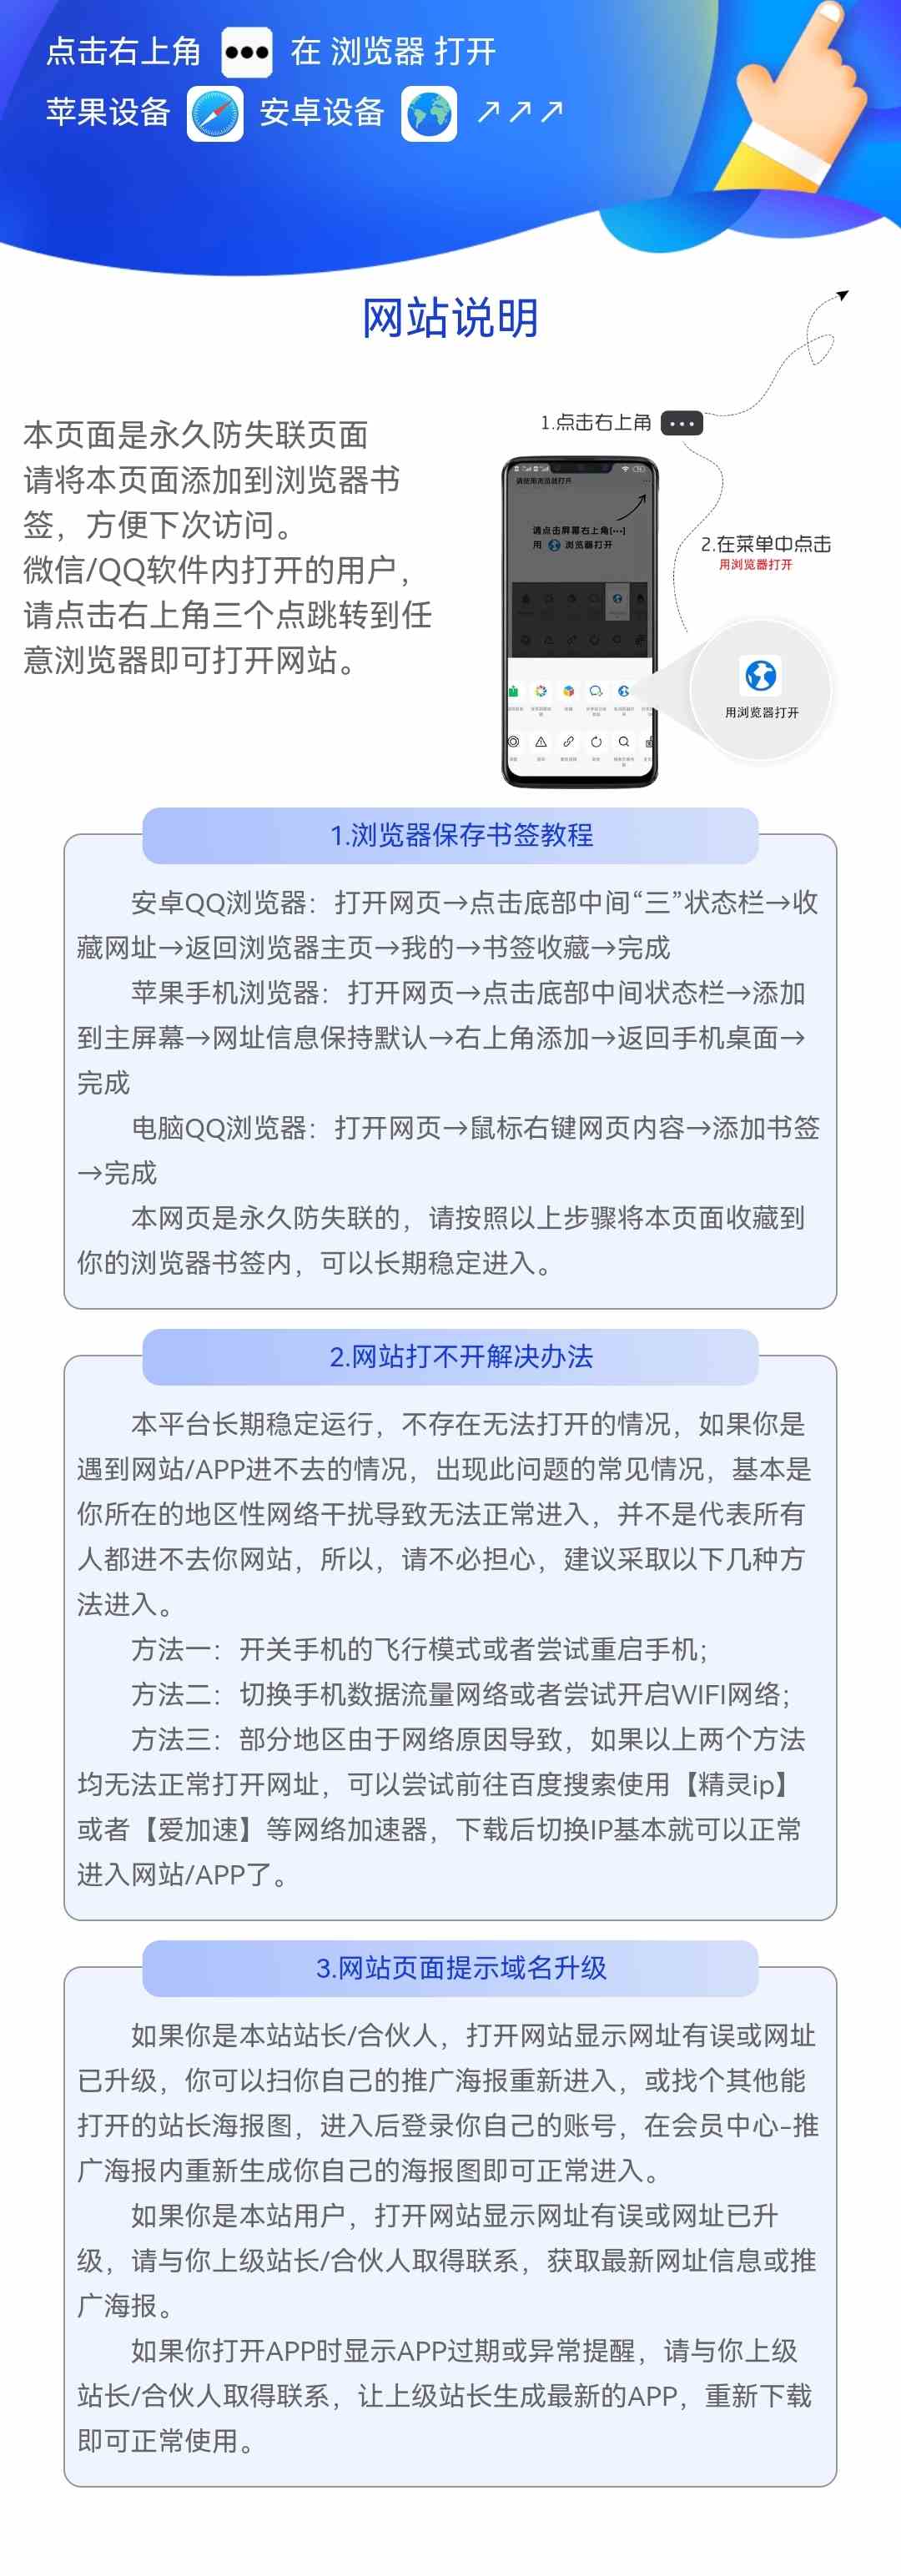 点击右上角 在 浏览器 打开
苹果设备 安卓设备 ↗↗↗
网站说明
本页面是永久防失联页面
请将本页面添加到浏览器书
签，方便下次访问。
微信/QQ软件内打开的用户，
请点击右上角三个点跳转到任
意浏览器即可打开网站。
1.点击右上角
请使用浏览器打开
请点击屏幕右上角[···]
用 浏览器打开
2.在菜单中点击
用浏览器打开
用浏览器打开
1.浏览器保存书签教程
安卓QQ浏览器：打开网页→点击底部中间“三”状态栏→收
藏网址→返回浏览器主页→我的→书签收藏→完成
苹果手机浏览器：打开网页→点击底部中间状态栏→添加
到主屏幕→网址信息保持默认→右上角添加→返回手机桌面→
完成
电脑QQ浏览器：打开网页→鼠标右键网页内容→添加书签
→完成
本网页是永久防失联的，请按照以上步骤将本页面收藏到
你的浏览器书签内，可以长期稳定进入。
2.网站打不开解决办法
本平台长期稳定运行，不存在无法打开的情况，如果你是
遇到网站/APP进不去的情况，出现此问题的常见情况，基本是
你所在的地区性网络干扰导致无法正常进入，并不是代表所有
人都进不去你网站，所以，请不必担心，建议采取以下几种方
法进入。
方法一：开关手机的飞行模式或者尝试重启手机；
方法二：切换手机数据流量网络或者尝试开启WIFI网络；
方法三：部分地区由于网络原因导致，如果以上两个方法
均无法正常打开网址，可以尝试前往百度搜索使用【精灵ip】
或者【爱加速】等网络加速器，下载后切换IP基本就可以正常
进入网站/APP了。
3.网站页面提示域名升级
如果你是本站站长/合伙人，打开网站显示网址有误或网址
已升级，你可以扫你自己的推广海报重新进入，或找个其他能
打开的站长海报图，进入后登录你自己的账号，在会员中心-推
广海报内重新生成你自己的海报图即可正常进入。
如果你是本站用户，打开网站显示网址有误或网址已升
级，请与你上级站长/合伙人取得联系，获取最新网址信息或推
广海报。
如果你打开APP时显示APP过期或异常提醒，请与你上级
站长/合伙人取得联系，让上级站长生成最新的APP，重新下载
即可正常使用。